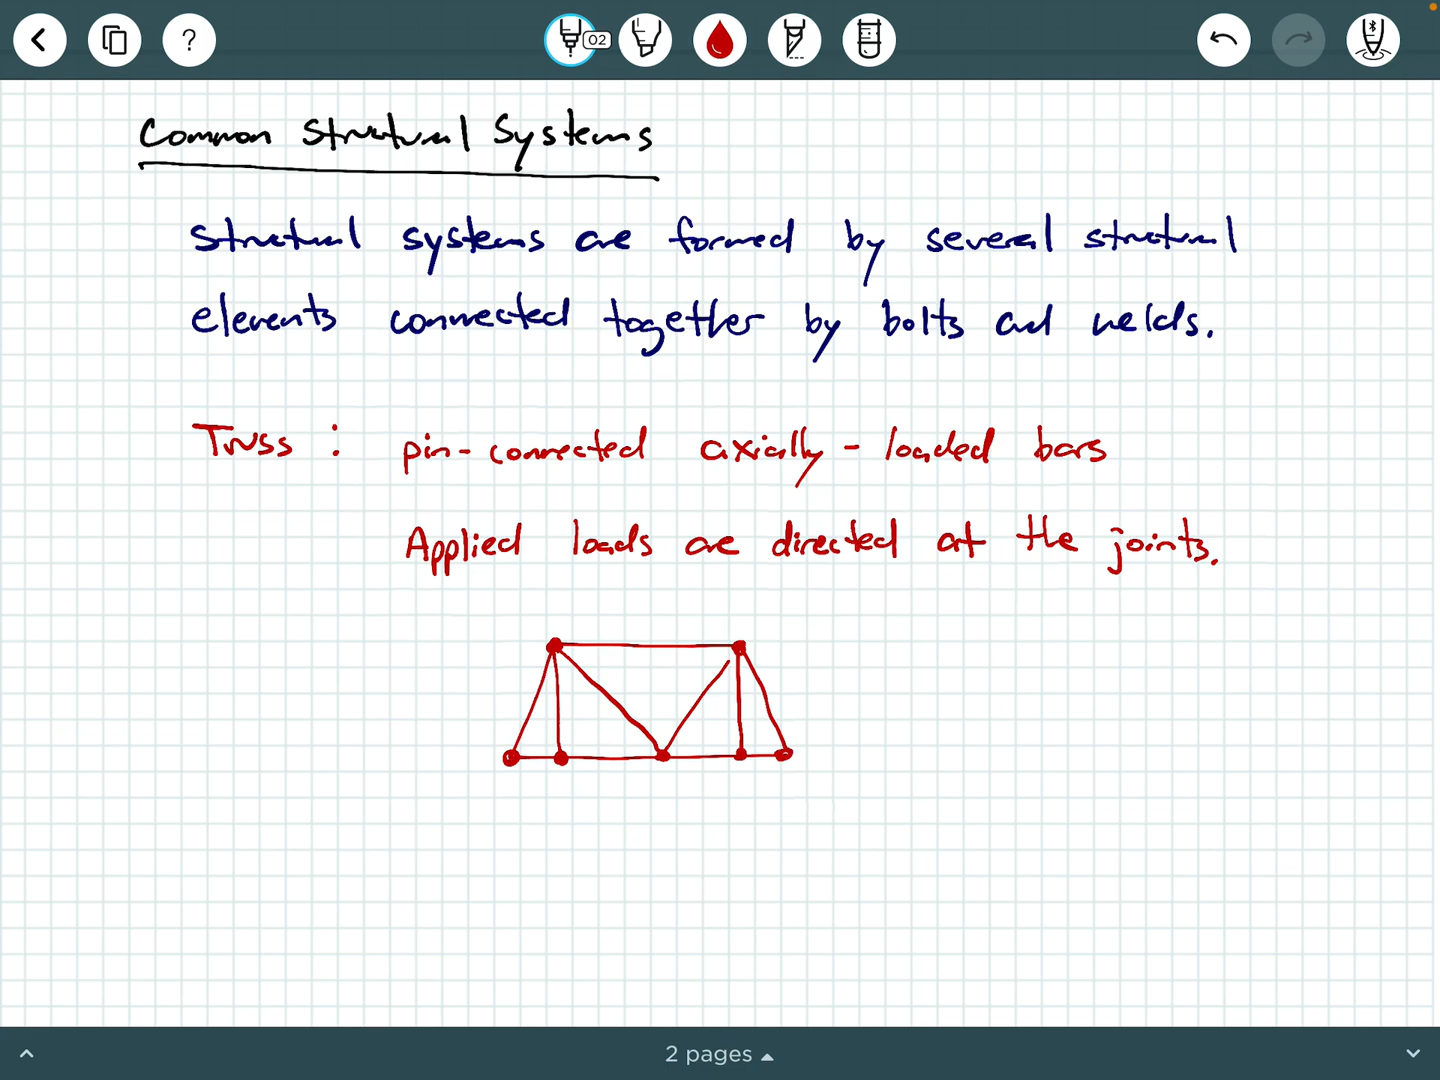 ?
02
Common Structural Systems
Structural systems are formed by several structural
elements connected together by bolts and welds.
Truss : pin-connected axially-loaded bars
Applied loads are directed at the joints.
2 pages